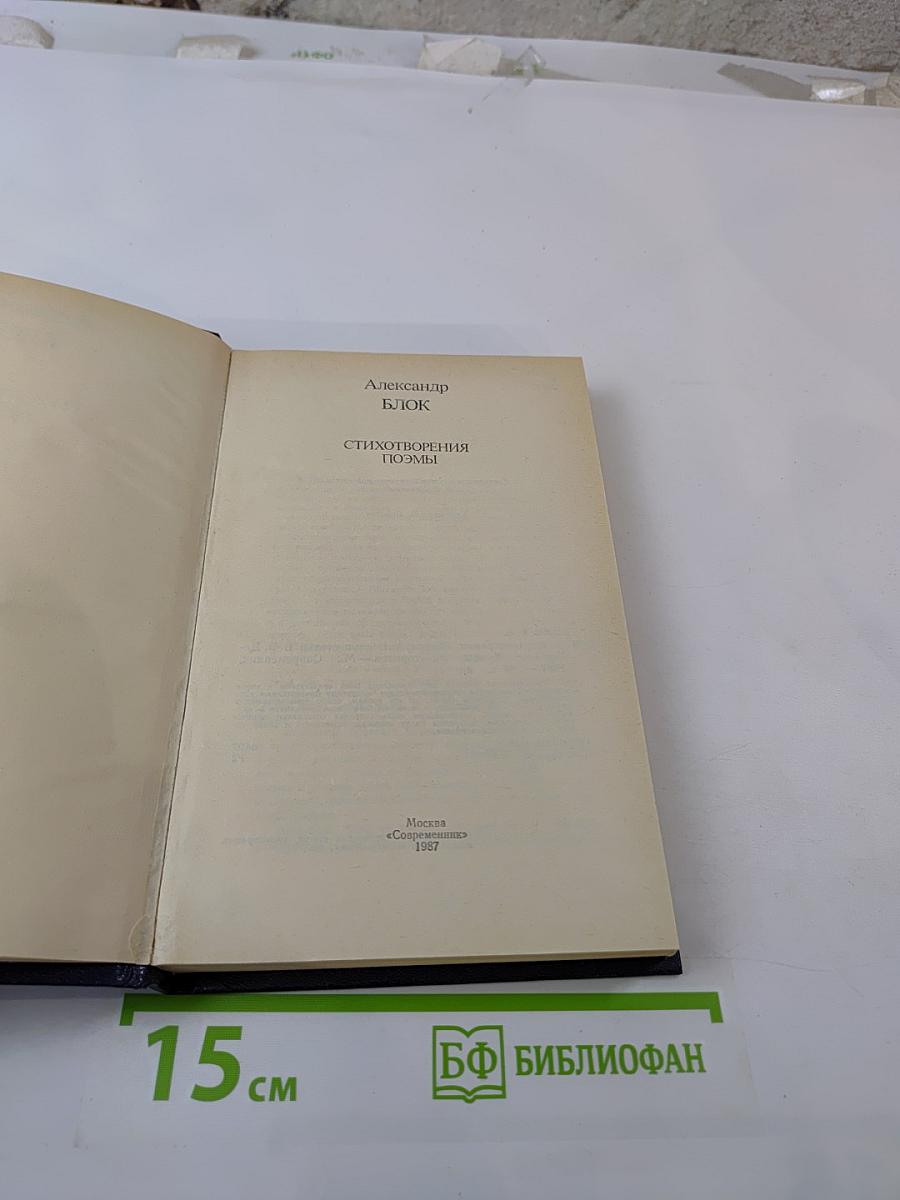 Александр
БЛОК
СТИХОТВОРЕНИЯ
ПОЭМЫ
Москва
«Современник»
1987
15 см
БФ БИБЛИОФАН